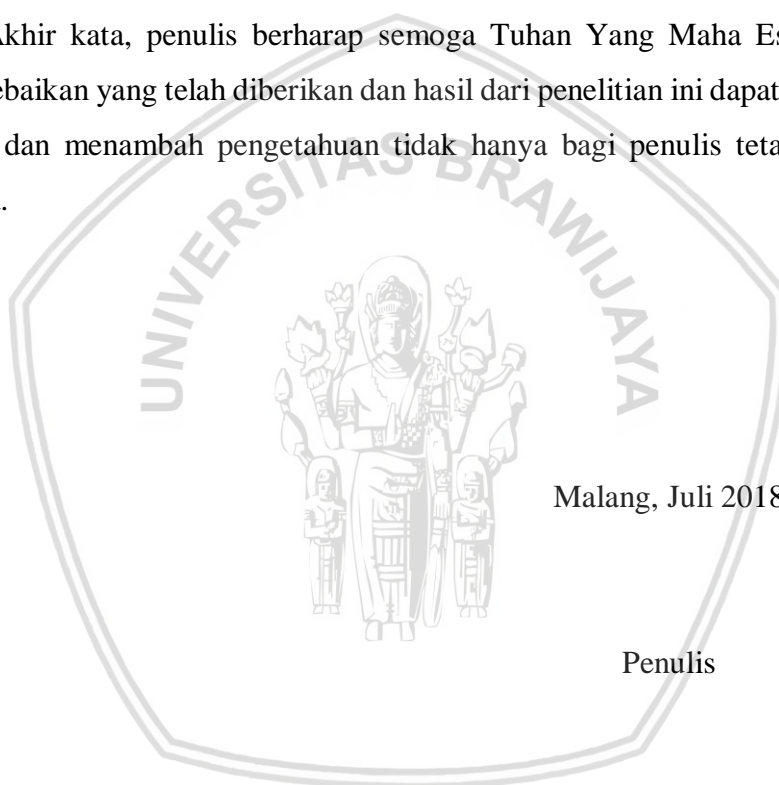 Akhir kata, penulis berharap semoga Tuhan Yang Maha Es
ebaikan yang telah diberikan dan hasil dari penelitian ini dapat
dan menambah pengetahuan tidak hanya bagi penulis teta
.
UNIVERSITAS BRAWIJAYA
Malang, Juli 2018
Penulis